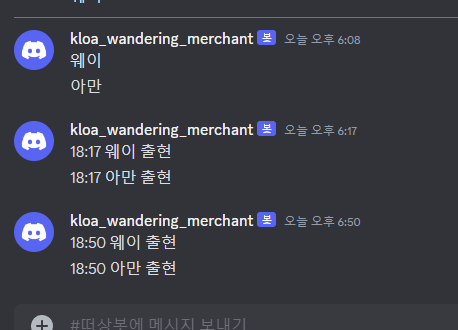 kloa_wandering_merchant 봇 오늘 오후 6:08
웨이
아만
kloa_wandering_merchant 봇 오늘 오후 6:17
18:17 웨이 출현
18:17 아만 출현
kloa_wandering_merchant 봇 오늘 오후 6:50
18:50 웨이 출현
18:50 아만 출현
#떠상봇에 메시지 보내기